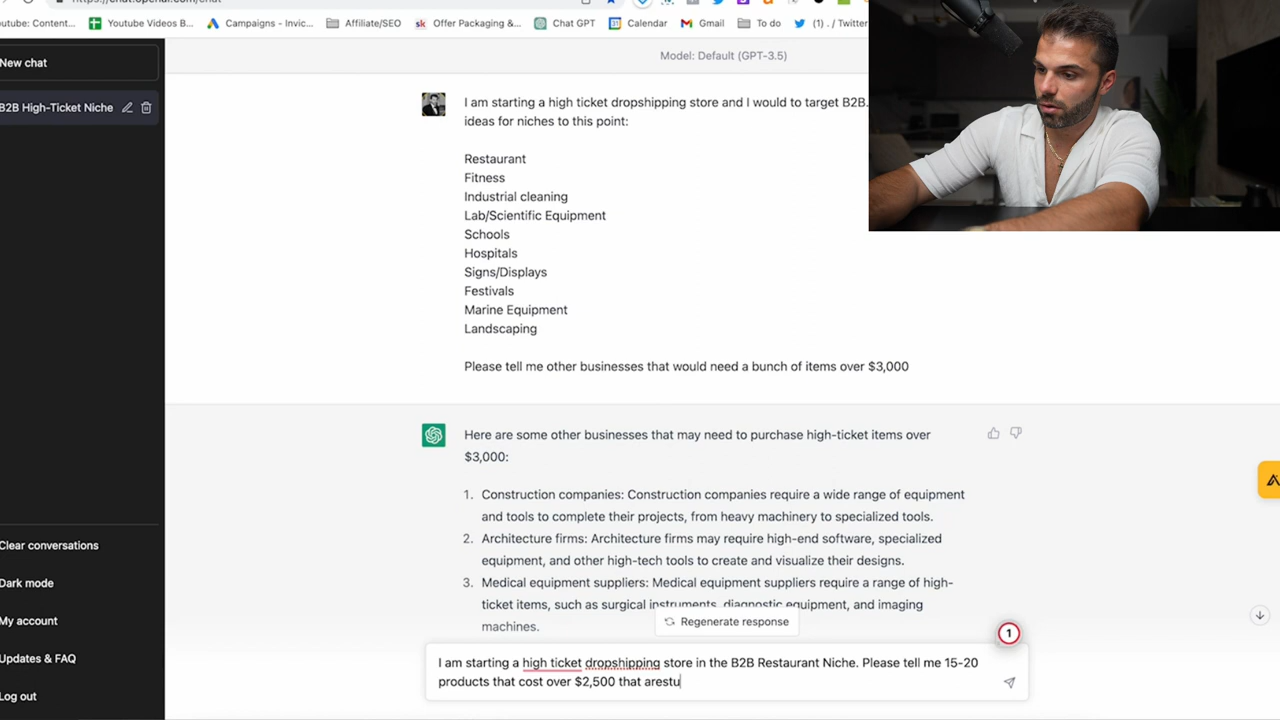 https://chat.openai.com/chat
outube: Content...
Youtube Videos B...
Campaigns - Invic...
Affiliate/SEO
sk Offer Packaging &...
Chat GPT
31 Calendar
Gmail
To do
(1) . / Twitter
New chat
Model: Default (GPT-3.5)
B2B High-Ticket Niche
I am starting a high ticket dropshipping store and I would to target B2B.
ideas for niches to this point:
Restaurant
Fitness
Industrial cleaning
Lab/Scientific Equipment
Schools
Hospitals
Signs/Displays
Festivals
Marine Equipment
Landscaping
Please tell me other businesses that would need a bunch of items over $3,000
Here are some other businesses that may need to purchase high-ticket items over
$3,000:
1. Construction companies: Construction companies require a wide range of equipment
and tools to complete their projects, from heavy machinery to specialized tools.
2. Architecture firms: Architecture firms may require high-end software, specialized
equipment, and other high-tech tools to create and visualize their designs.
3. Medical equipment suppliers: Medical equipment suppliers require a range of high-
ticket items, such as surgical instruments, diagnostic equipment, and imaging
machines.
Regenerate response
1
I am starting a high ticket dropshipping store in the B2B Restaurant Niche. Please tell me 15-20
products that cost over $2,500 that arestu
Clear conversations
Dark mode
My account
Updates & FAQ
Log out